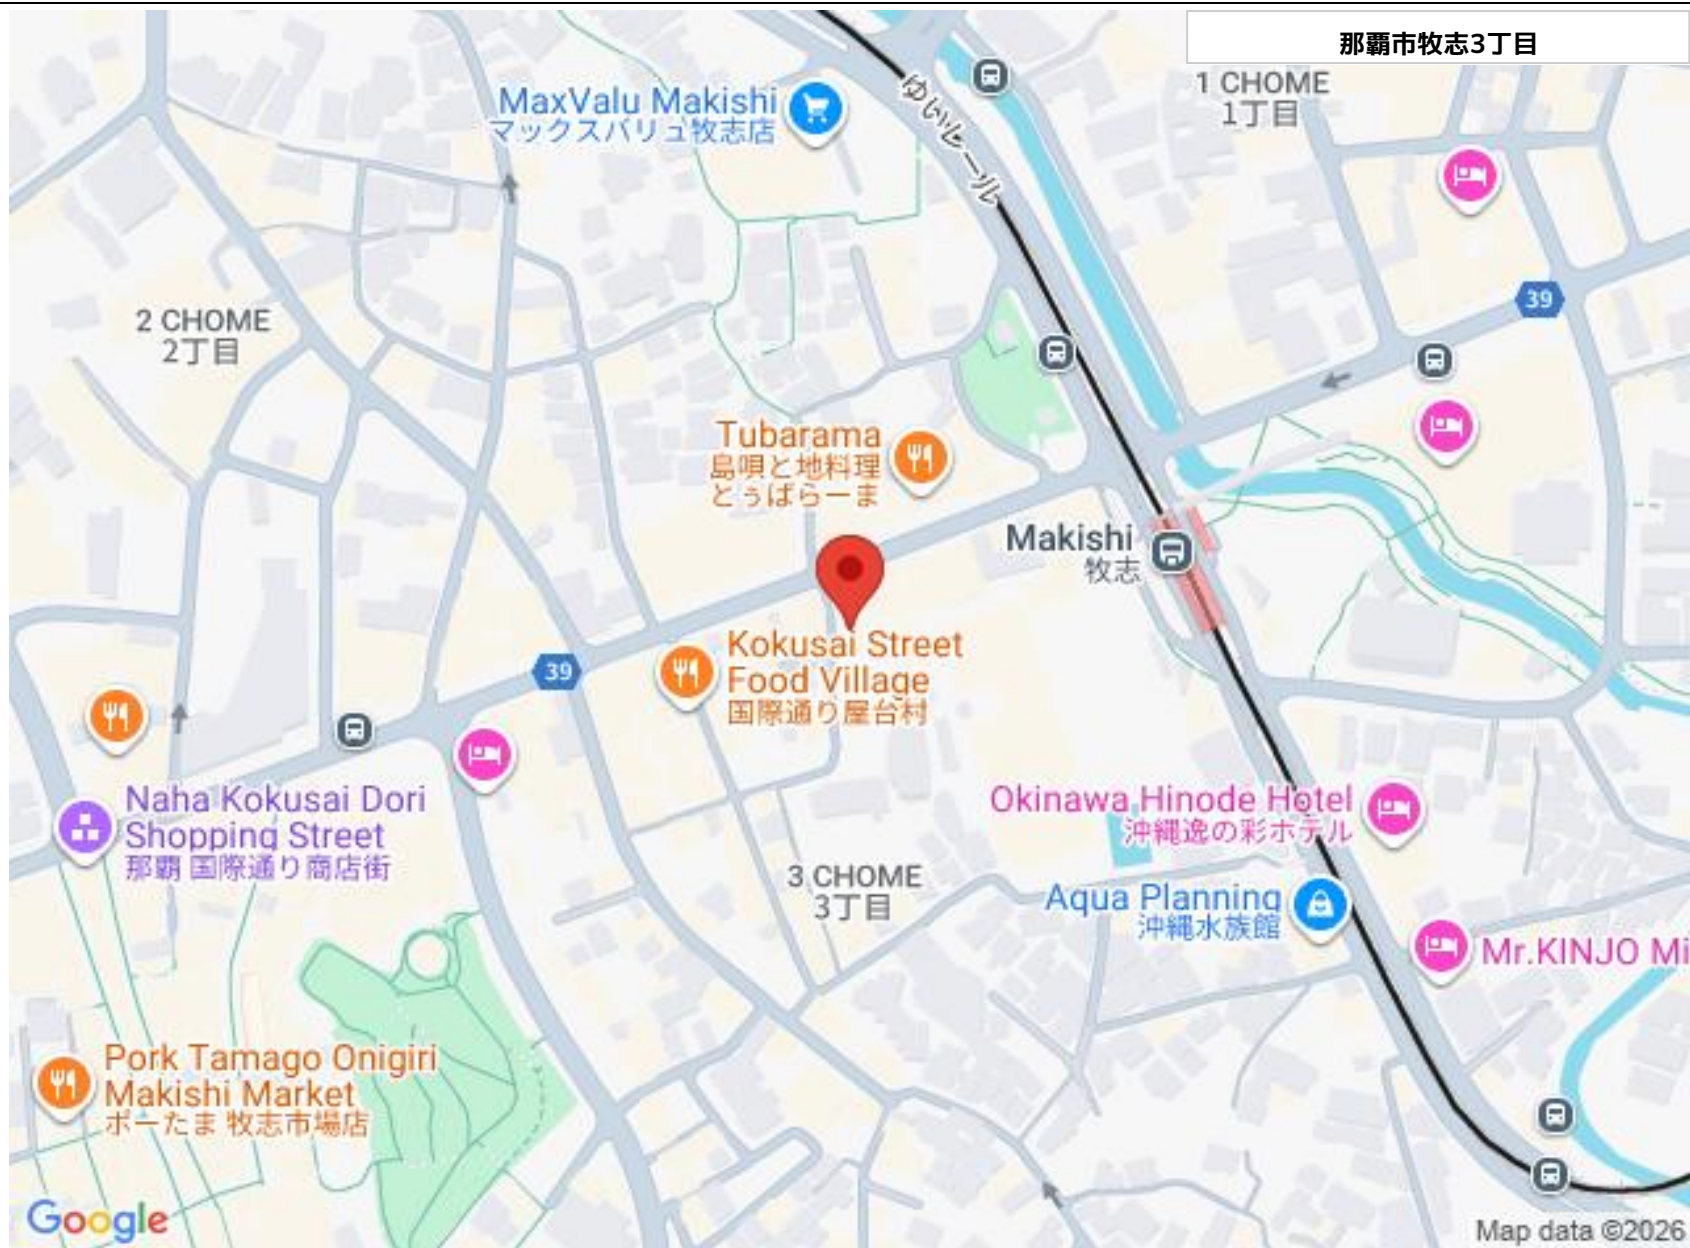 那覇市牧志3丁目
MaxValu Makishi
マックスバリュ牧志店
ゆいレール
1 CHOME
1丁目
39
2 CHOME
2丁目
Tubarama
島唄と地料理
とぅばらーま
Makishi
牧志
Kokusai Street
Food Village
国際通り屋台村
39
Naha Kokusai Dori
Shopping Street
那覇 国際通り商店街
Okinawa Hinode Hotel
沖縄逸の彩ホテル
3 CHOME
3丁目
Aqua Planning
沖縄水族館
Mr.KINJO Mi
Pork Tamago Onigiri
Makishi Market
ポーたま 牧志市場店
Google
Map data ©2026